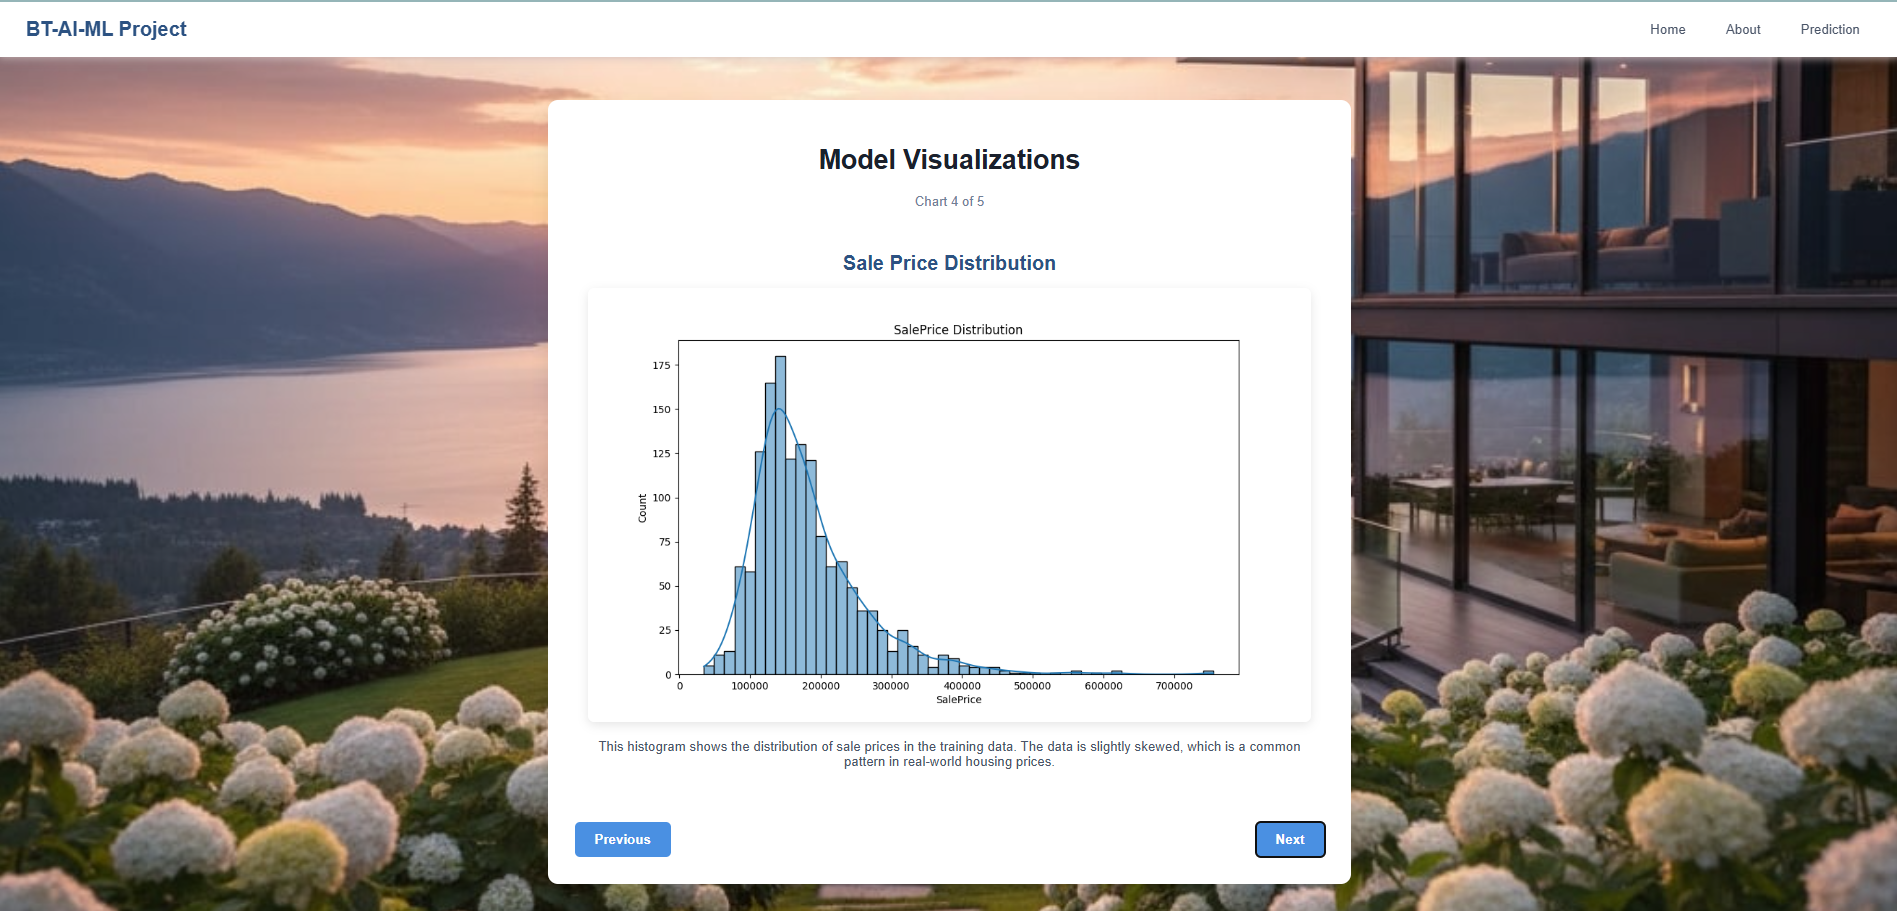 BT-AI-ML Project
Home
About
Prediction
Model Visualizations
Chart 4 of 5
Sale Price Distribution
SalePrice Distribution
175
150
125
100
75
50
25
0
Count
0
100000
200000
300000
400000
500000
600000
700000
SalePrice
This histogram shows the distribution of sale prices in the training data. The data is slightly skewed, which is a common
pattern in real-world housing prices.
Previous
Next